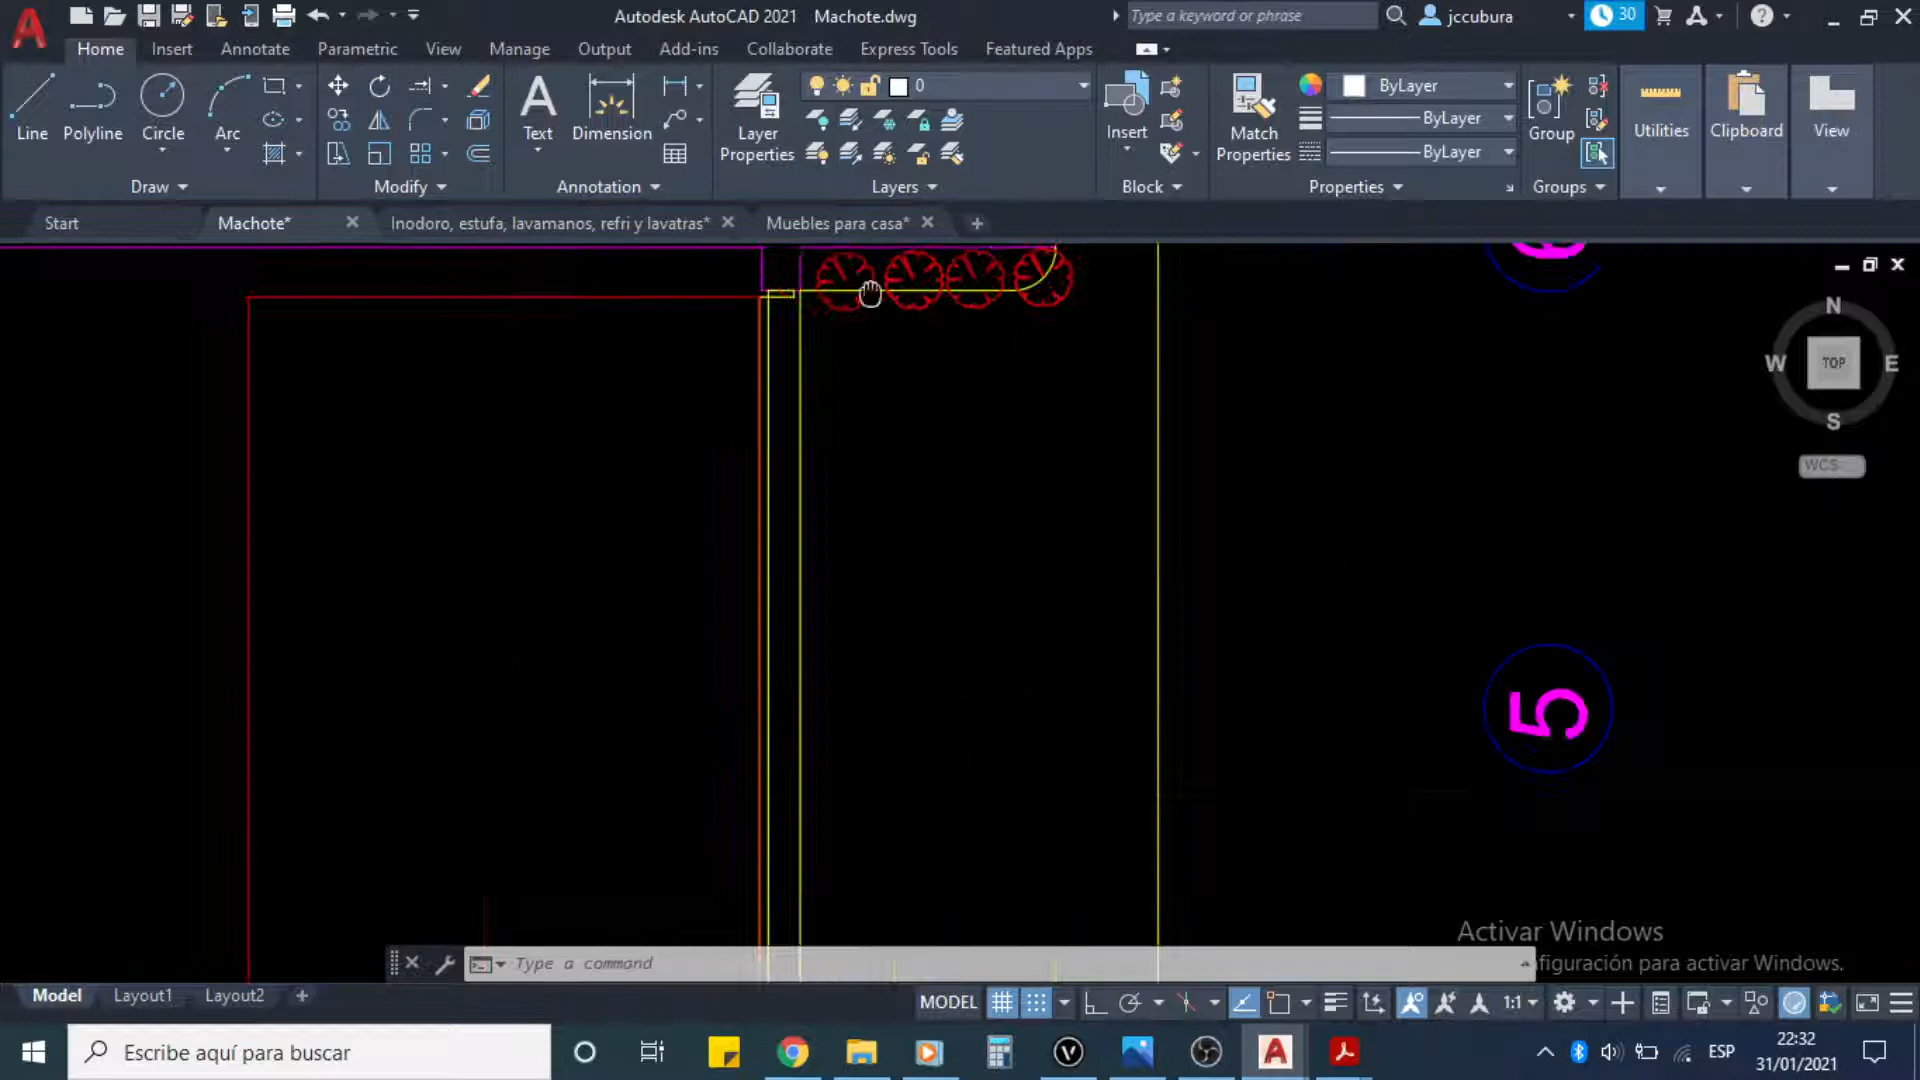 Autodesk AutoCAD 2021 Machote.dwg
Type a keyword or phrase
jccubura
30
Home Insert Annotate Parametric View Manage Output Add-ins Collaborate Express Tools Featured Apps
0
ByLayer
Line Polyline Circle Arc
Text Dimension
Layer Properties
Insert
Match Properties
ByLayer
ByLayer
Group
Utilities
Clipboard
View
Draw
Modify
Annotation
Layers
Block
Properties
Groups
Start
Machote*
Inodoro, estufa, lavamanos, refri y lavatras*
Muebles para casa*
N
W
TOP
E
S
WCS
5
Activar Windows
figuración para activar Windows.
Type a command
Model Layout1 Layout2
MODEL
1:1
Escribe aquí para buscar
ESP
22:32
31/01/2021